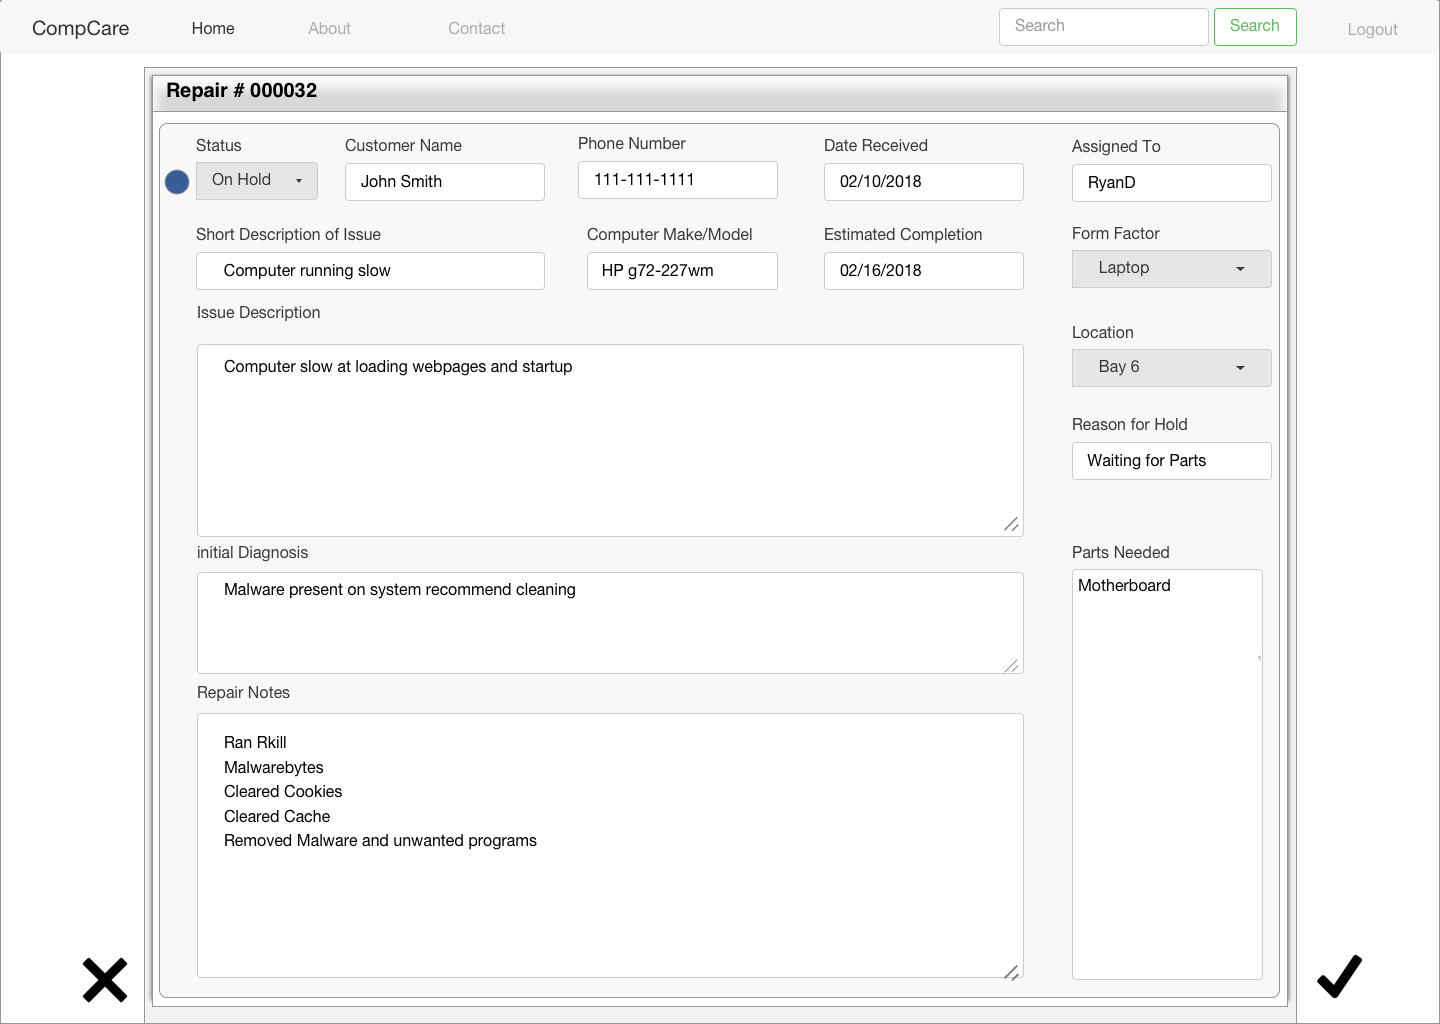 CompCare Home About Contact Search Search Logout
Repair # 000032
Status Customer Name Phone Number Date Received Assigned To
On Hold John Smith 111-111-1111 02/10/2018 RyanD
Short Description of Issue Computer Make/Model Estimated Completion Form Factor
Computer running slow HP g72-227wm 02/16/2018 Laptop
Issue Description
Location
Computer slow at loading webpages and startup Bay 6
Reason for Hold
Waiting for Parts
initial Diagnosis Parts Needed
Malware present on system recommend cleaning Motherboard
Repair Notes
Ran Rkill
Malwarebytes
Cleared Cookies
Cleared Cache
Removed Malware and unwanted programs